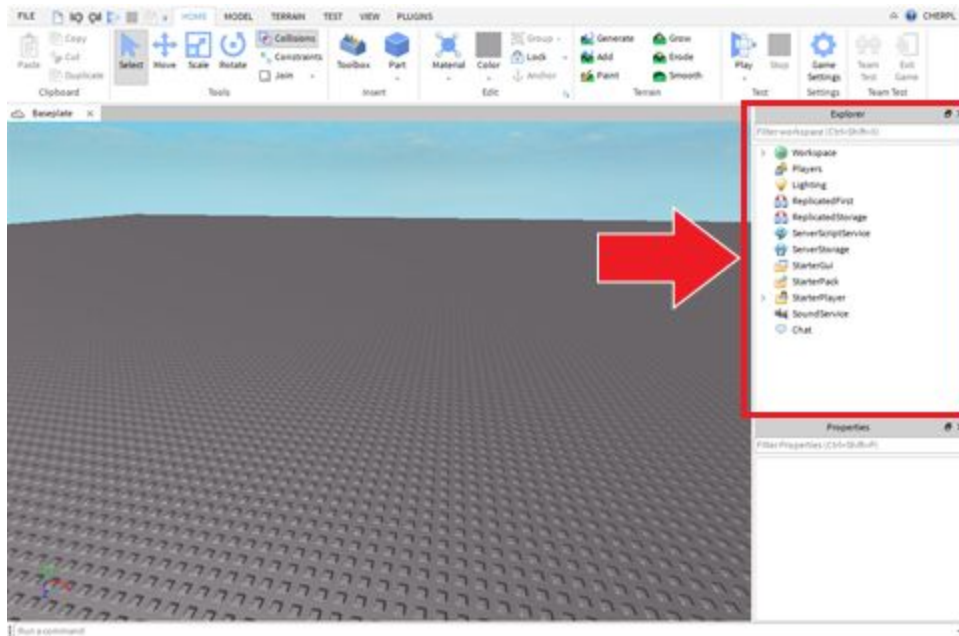 FILE
HOME MODEL TERRAIN TEST VIEW PLUGINS
CHERPL
Paste
Copy
Cut
Duplicate
Clipboard
Select Move Scale Rotate
Collisions
Constraints
Join
Tools
Toolbox Part
Insert
Material Color
Group
Lock
Anchor
Edit
Generate Grow
Add Erode
Paint Smooth
Terrain
Play Stop
Test
Game Settings
Settings
Team Test
Exit Game
Team Test
Baseplate ×
Explorer
Filter workspace (Ctrl+Shift+X)
Workspace
Players
Lighting
ReplicatedFirst
ReplicatedStorage
ServerScriptService
ServerStorage
StarterGui
StarterPack
StarterPlayer
SoundService
Chat
Properties
Filter Properties (Ctrl+Shift+P)
Run a command